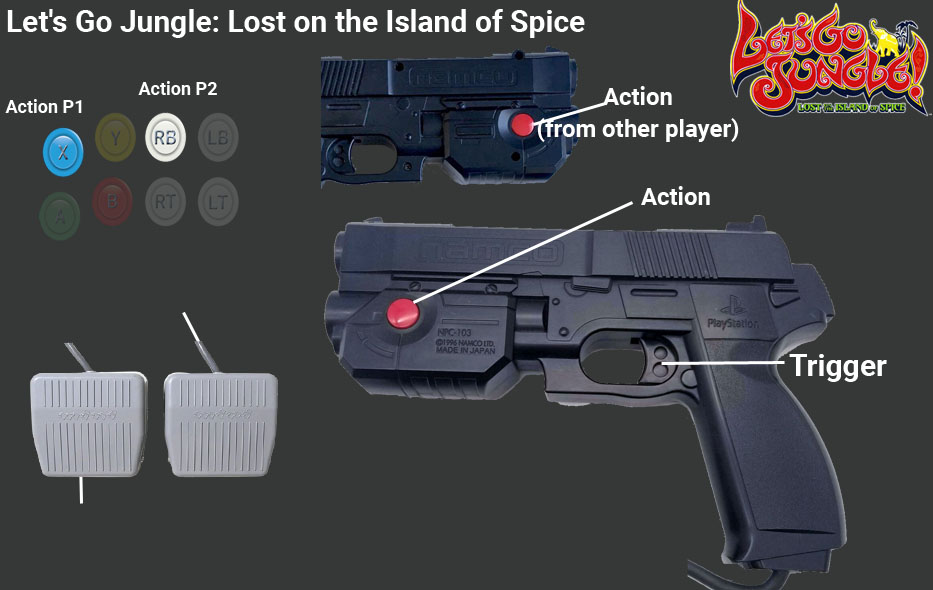 Let's Go Jungle: Lost on the Island of Spice
LET'S GO
JUNGLE!
LOST ON THE ISLAND OF SPICE
Action P1
Action P2
X
Y
RB
LB
A
B
RT
LT
namco
Action
(from other player)
Action
namco
NPC-103
©1996 NAMCO LTD.
MADE IN JAPAN
PlayStation
Trigger